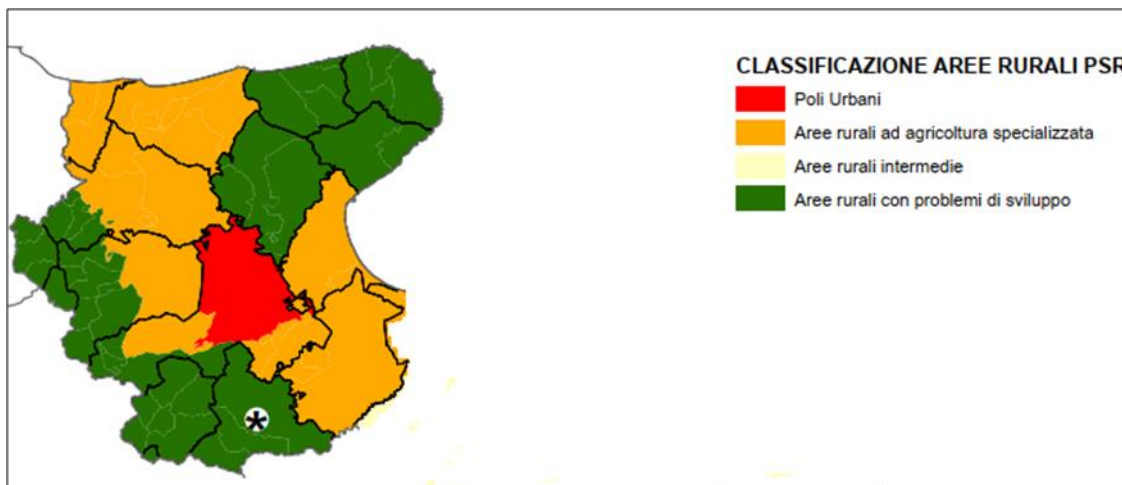 CLASSIFICAZIONE AREE RURALI PSR
Poli Urbani
Aree rurali ad agricoltura specializzata
Aree rurali intermedie
Aree rurali con problemi di sviluppo
*